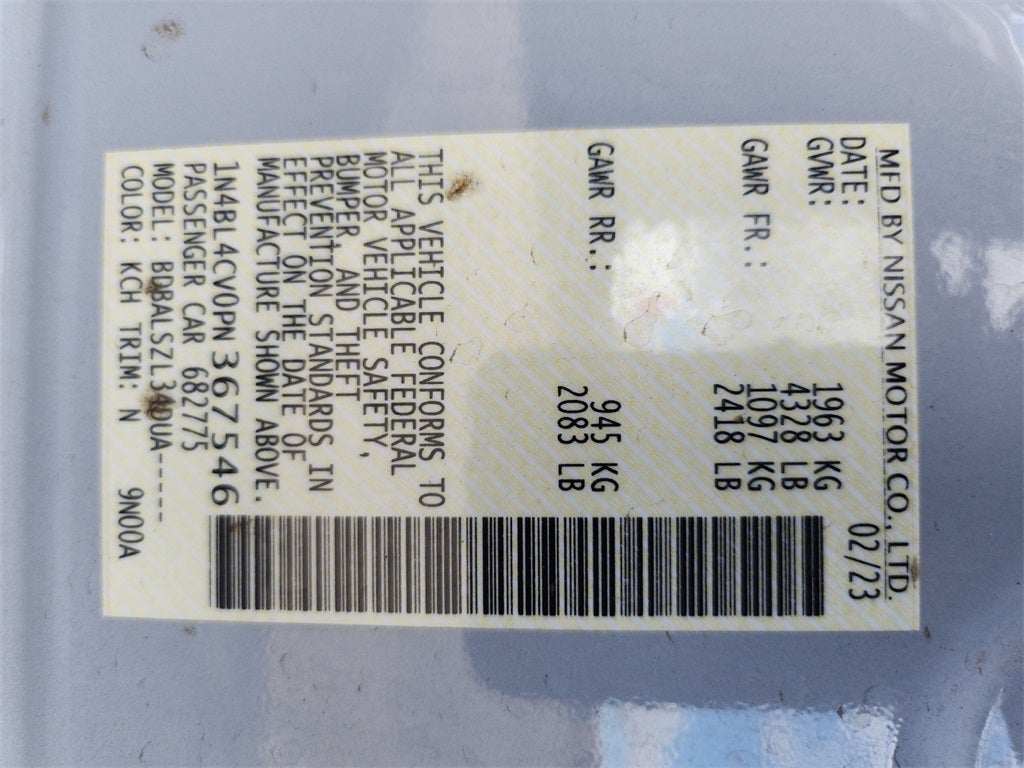 MFD BY NISSAN MOTOR CO., LTD.
DATE: 02/23
GVWR: 1963 KG
4328 LB
GAWR FR.: 1097 KG
2418 LB
GAWR RR.: 945 KG
2083 LB
THIS VEHICLE CONFORMS TO
ALL APPLICABLE FEDERAL
MOTOR VEHICLE SAFETY,
BUMPER, AND THEFT
PREVENTION STANDARDS IN
EFFECT ON THE DATE OF
MANUFACTURE SHOWN ABOVE.
1N4BL4CV0PN367546
PASSENGER CAR 682775
MODEL: BDBALSZL34DUA-----
COLOR: KCH TRIM: N 9N00A